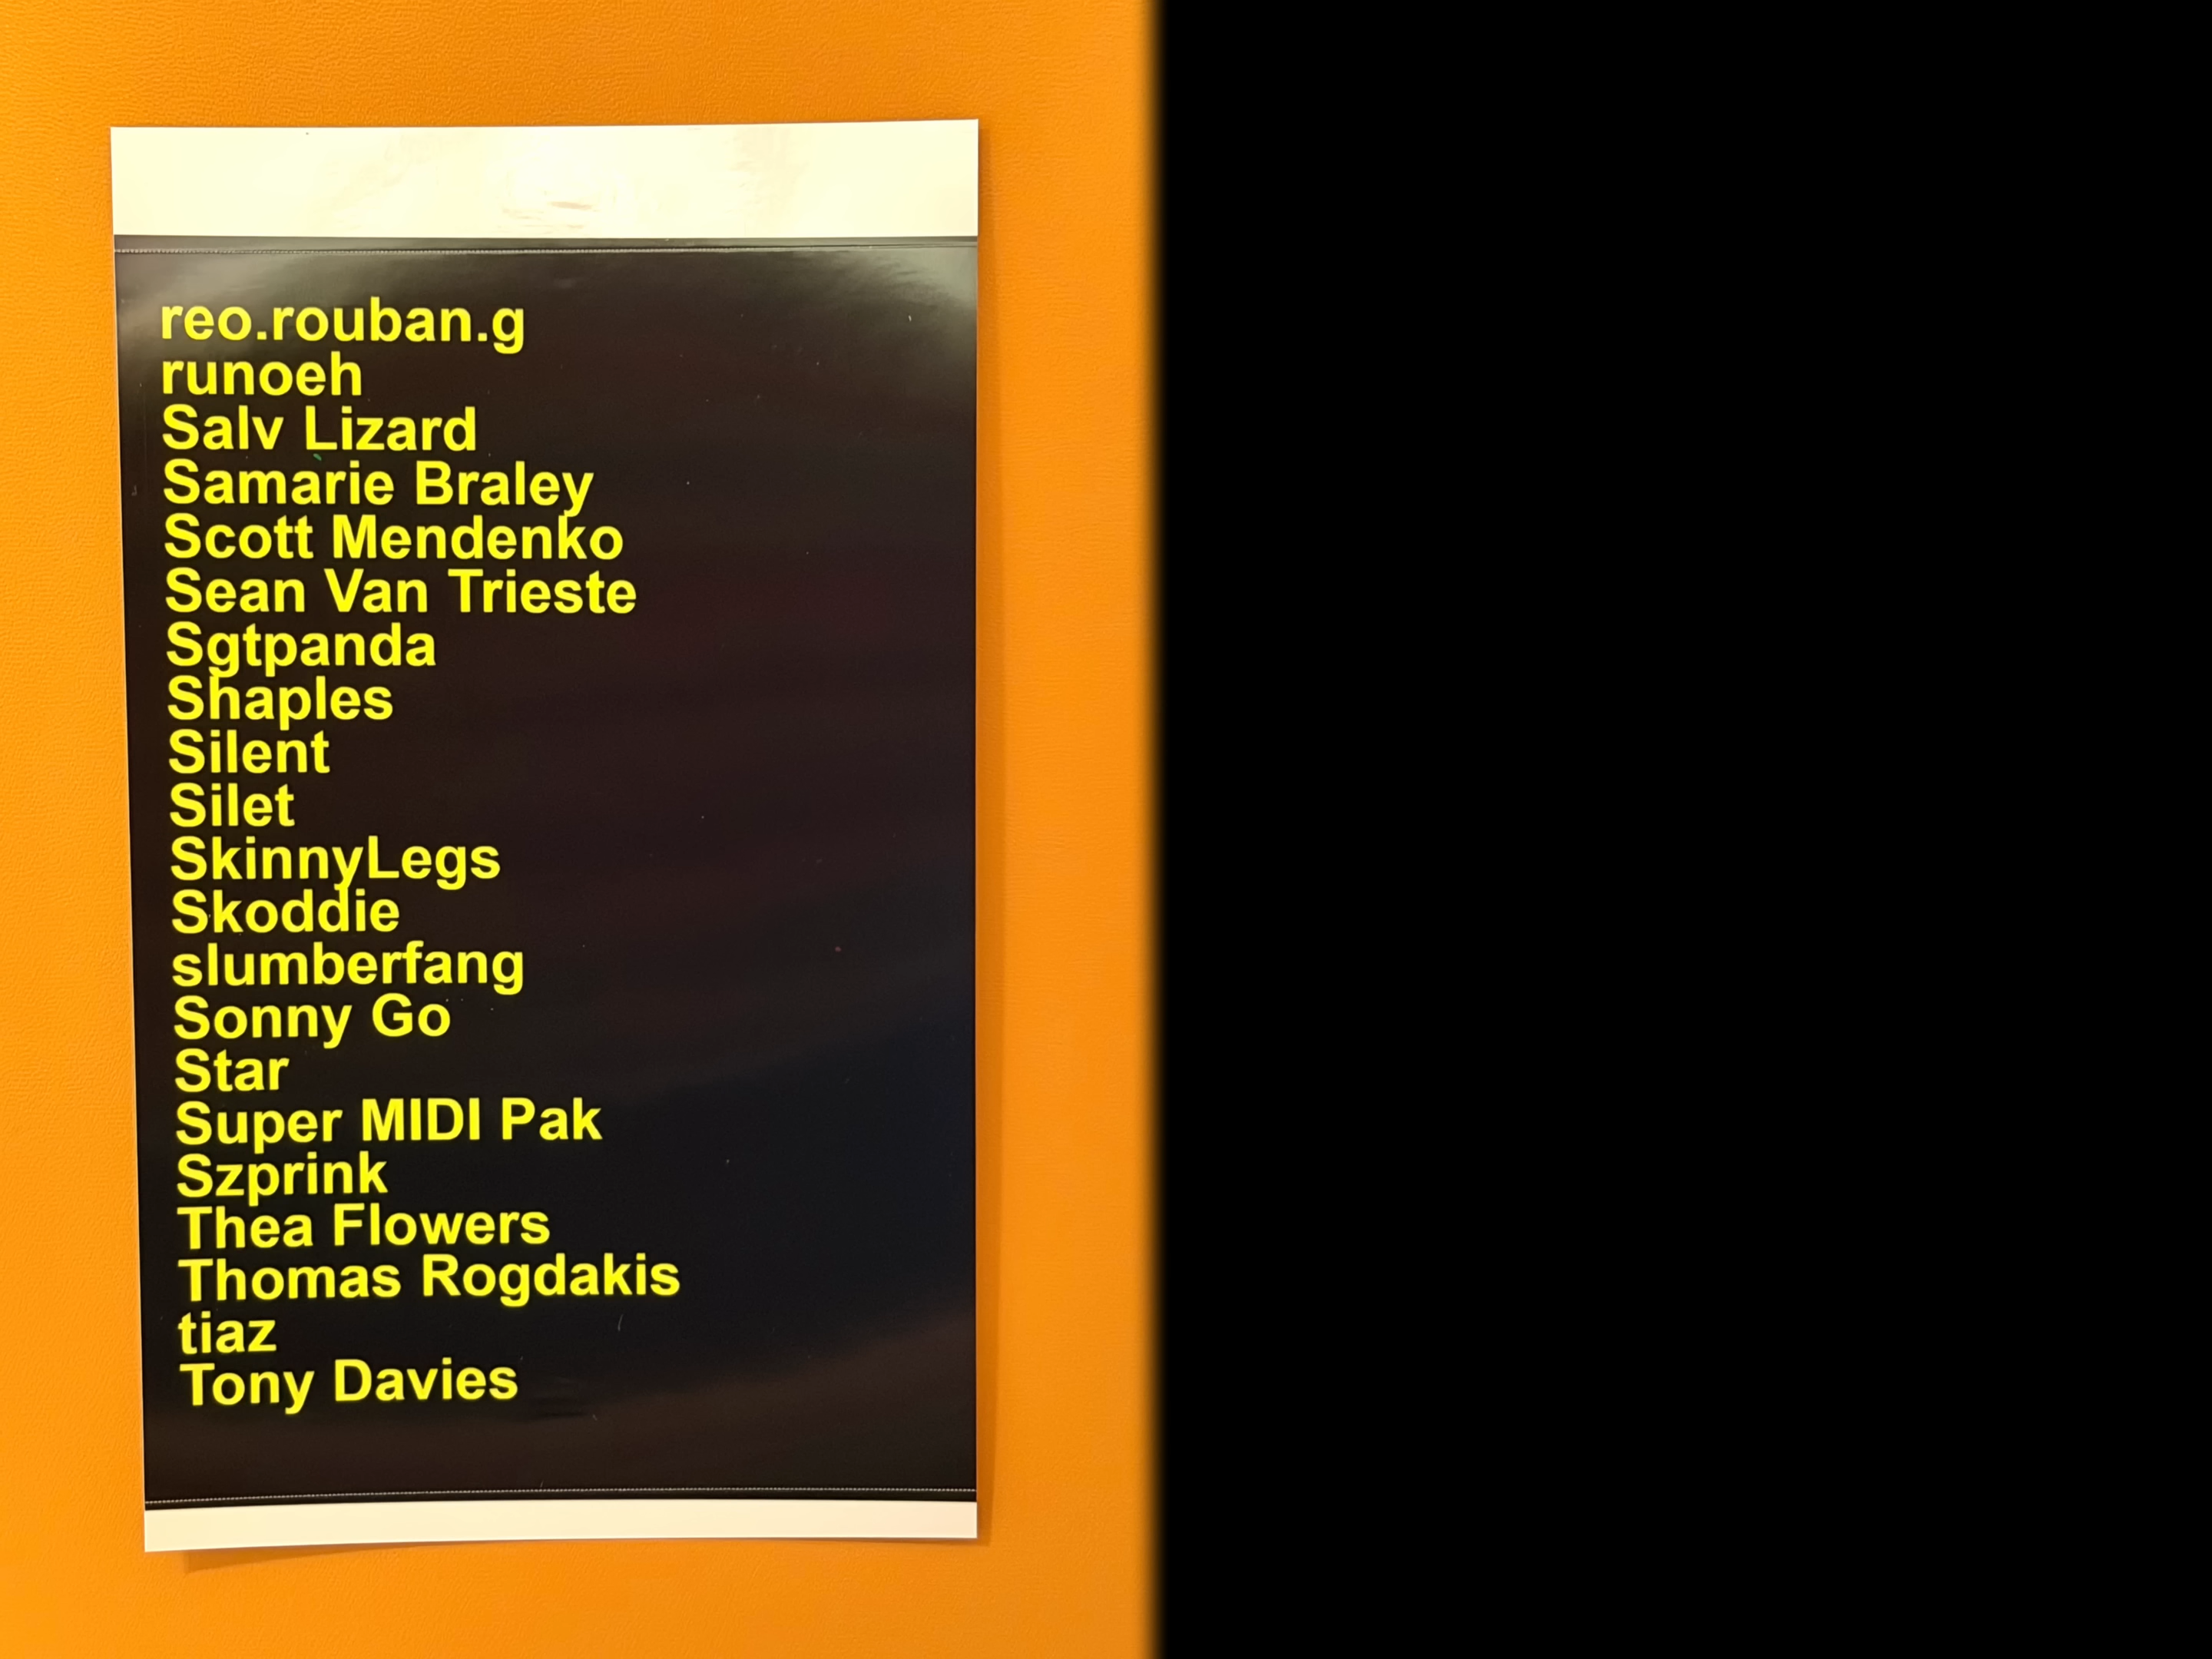 reo.rouban.g
runoeh
Salv Lizard
Samarie Braley
Scott Mendenko
Sean Van Trieste
Sgtpanda
Shaples
Silent
Silet
SkinnyLegs
Skoddie
slumberfang
Sonny Go
Star
Super MIDI Pak
Szprink
Thea Flowers
Thomas Rogdakis
tiaz
Tony Davies